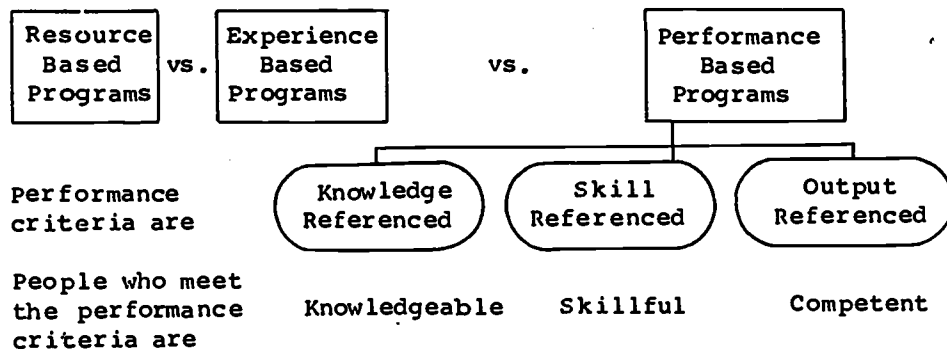 Resource Based Programs
vs.
Experience Based Programs
vs.
Performance Based Programs
Performance criteria are
Knowledge Referenced
Skill Referenced
Output Referenced
People who meet the performance criteria are
Knowledgeable
Skillful
Competent